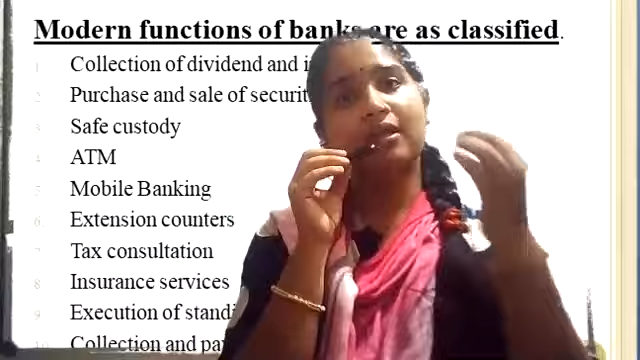 Modern functions of banks are as classified.
1. Collection of dividend and
2. Purchase and sale of
3. Safe custody
4. ATM
5. Mobile Banking
6. Extension counters
7. Tax consultation
8. Insurance services
9. Execution of
10. Collection and